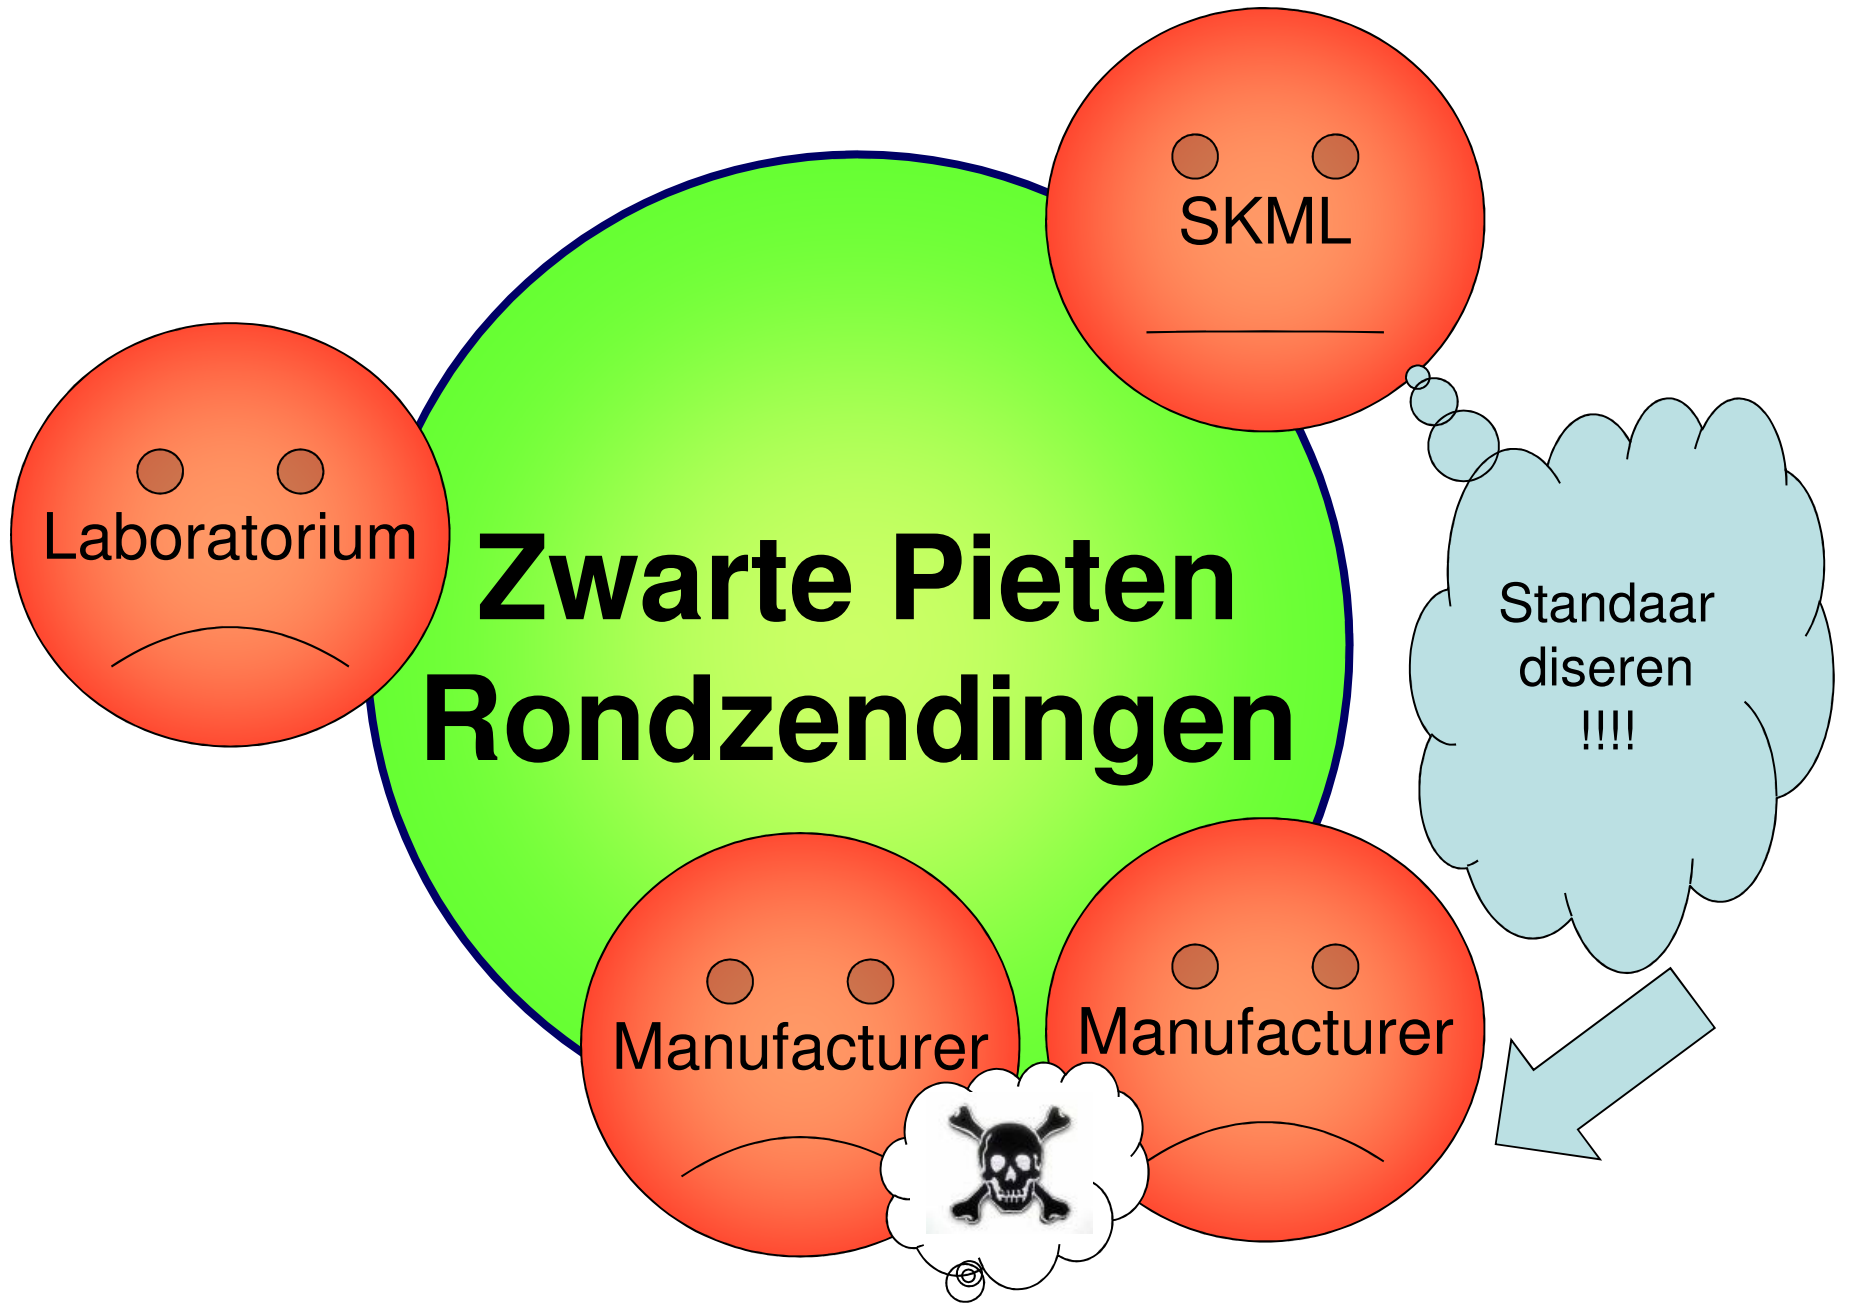 SKML
Laboratorium
Zwarte Pieten
Rondzendingen
Standaar
diseren
!!!!
Manufacturer
Manufacturer